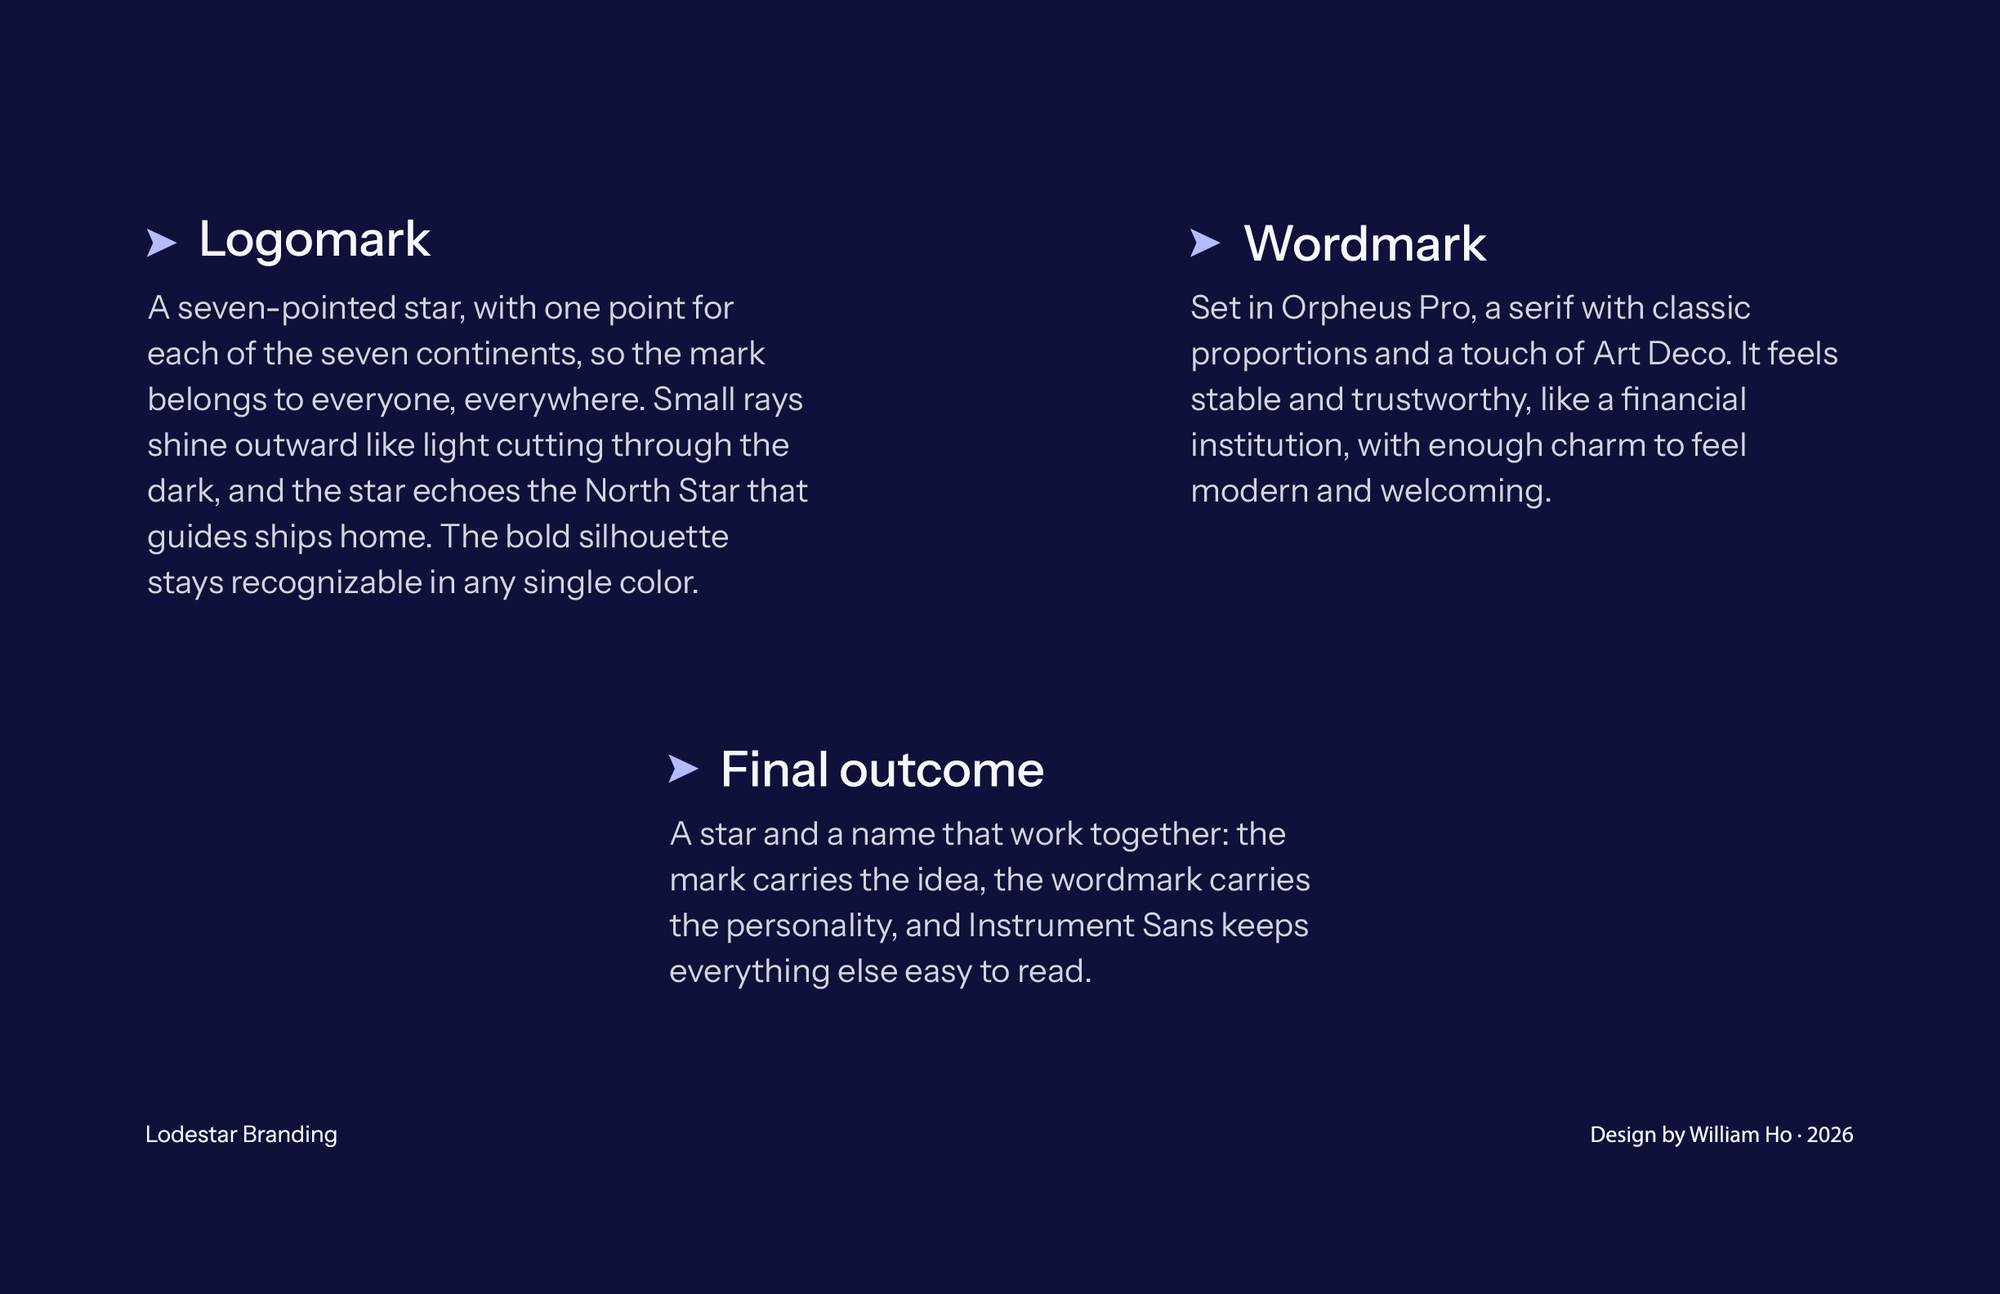 Logomark
A seven-pointed star, with one point for
each of the seven continents, so the mark
belongs to everyone, everywhere. Small rays
shine outward like light cutting through the
dark, and the star echoes the North Star that
guides ships home. The bold silhouette
stays recognizable in any single color.
Wordmark
Set in Orpheus Pro, a serif with classic
proportions and a touch of Art Deco. It feels
stable and trustworthy, like a financial
institution, with enough charm to feel
modern and welcoming.
Final outcome
A star and a name that work together: the
mark carries the idea, the wordmark carries
the personality, and Instrument Sans keeps
everything else easy to read.
Lodestar Branding
Design by William Ho · 2026